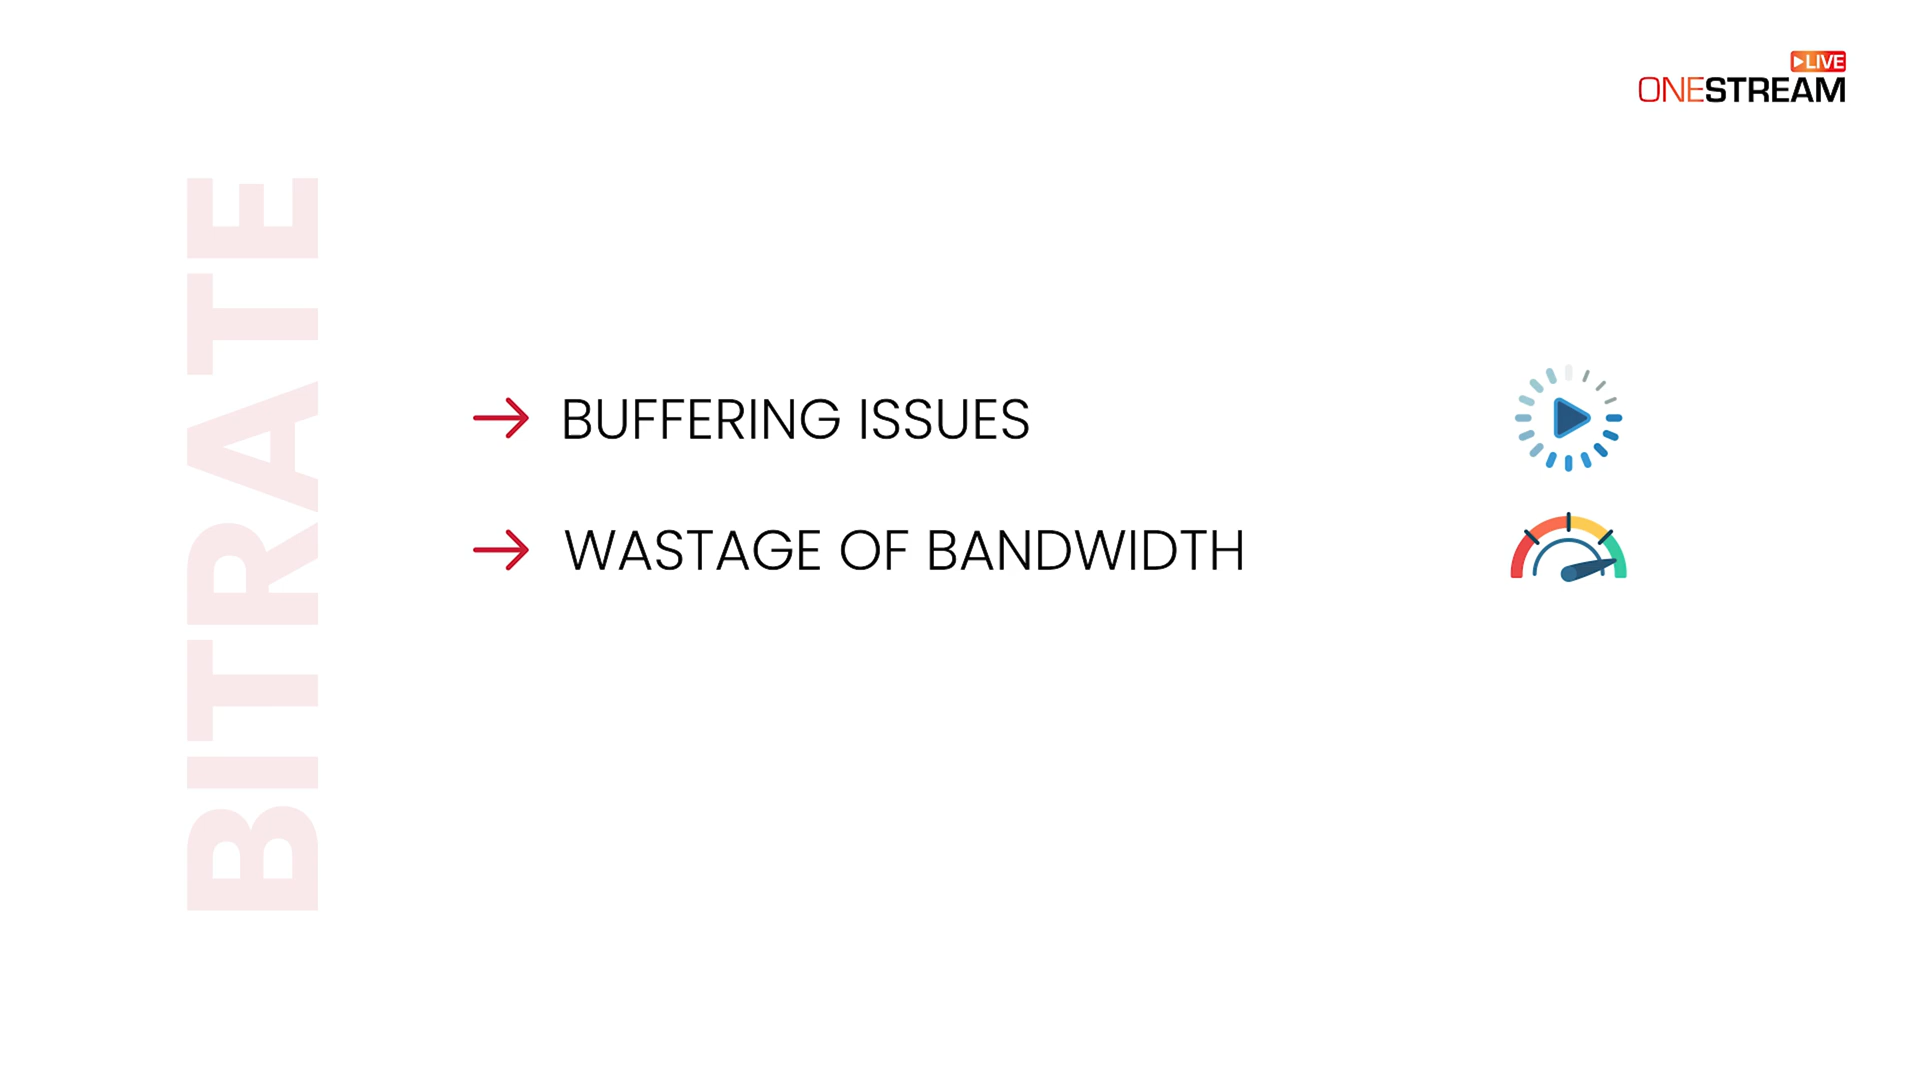 LIVE
ONESTREAM
BITRATE
BUFFERING ISSUES
WASTAGE OF BANDWIDTH